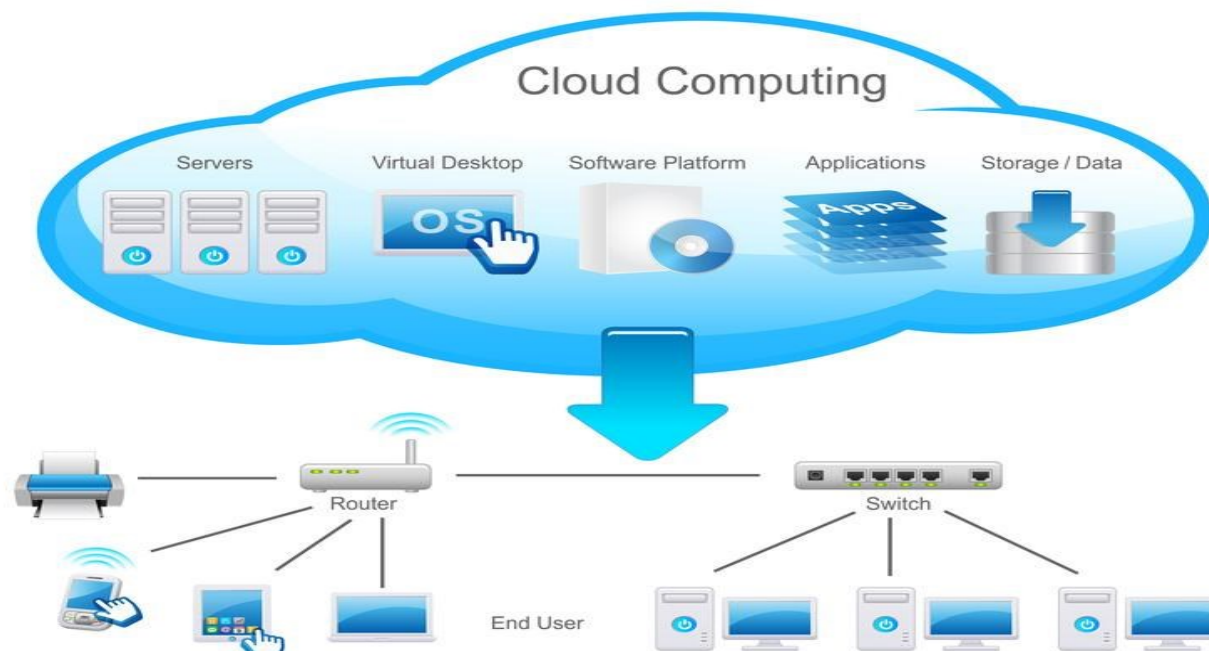 Cloud Computing
Servers
Virtual Desktop
Software Platform
Applications
Storage / Data
OS
Apps
Router
Switch
End User